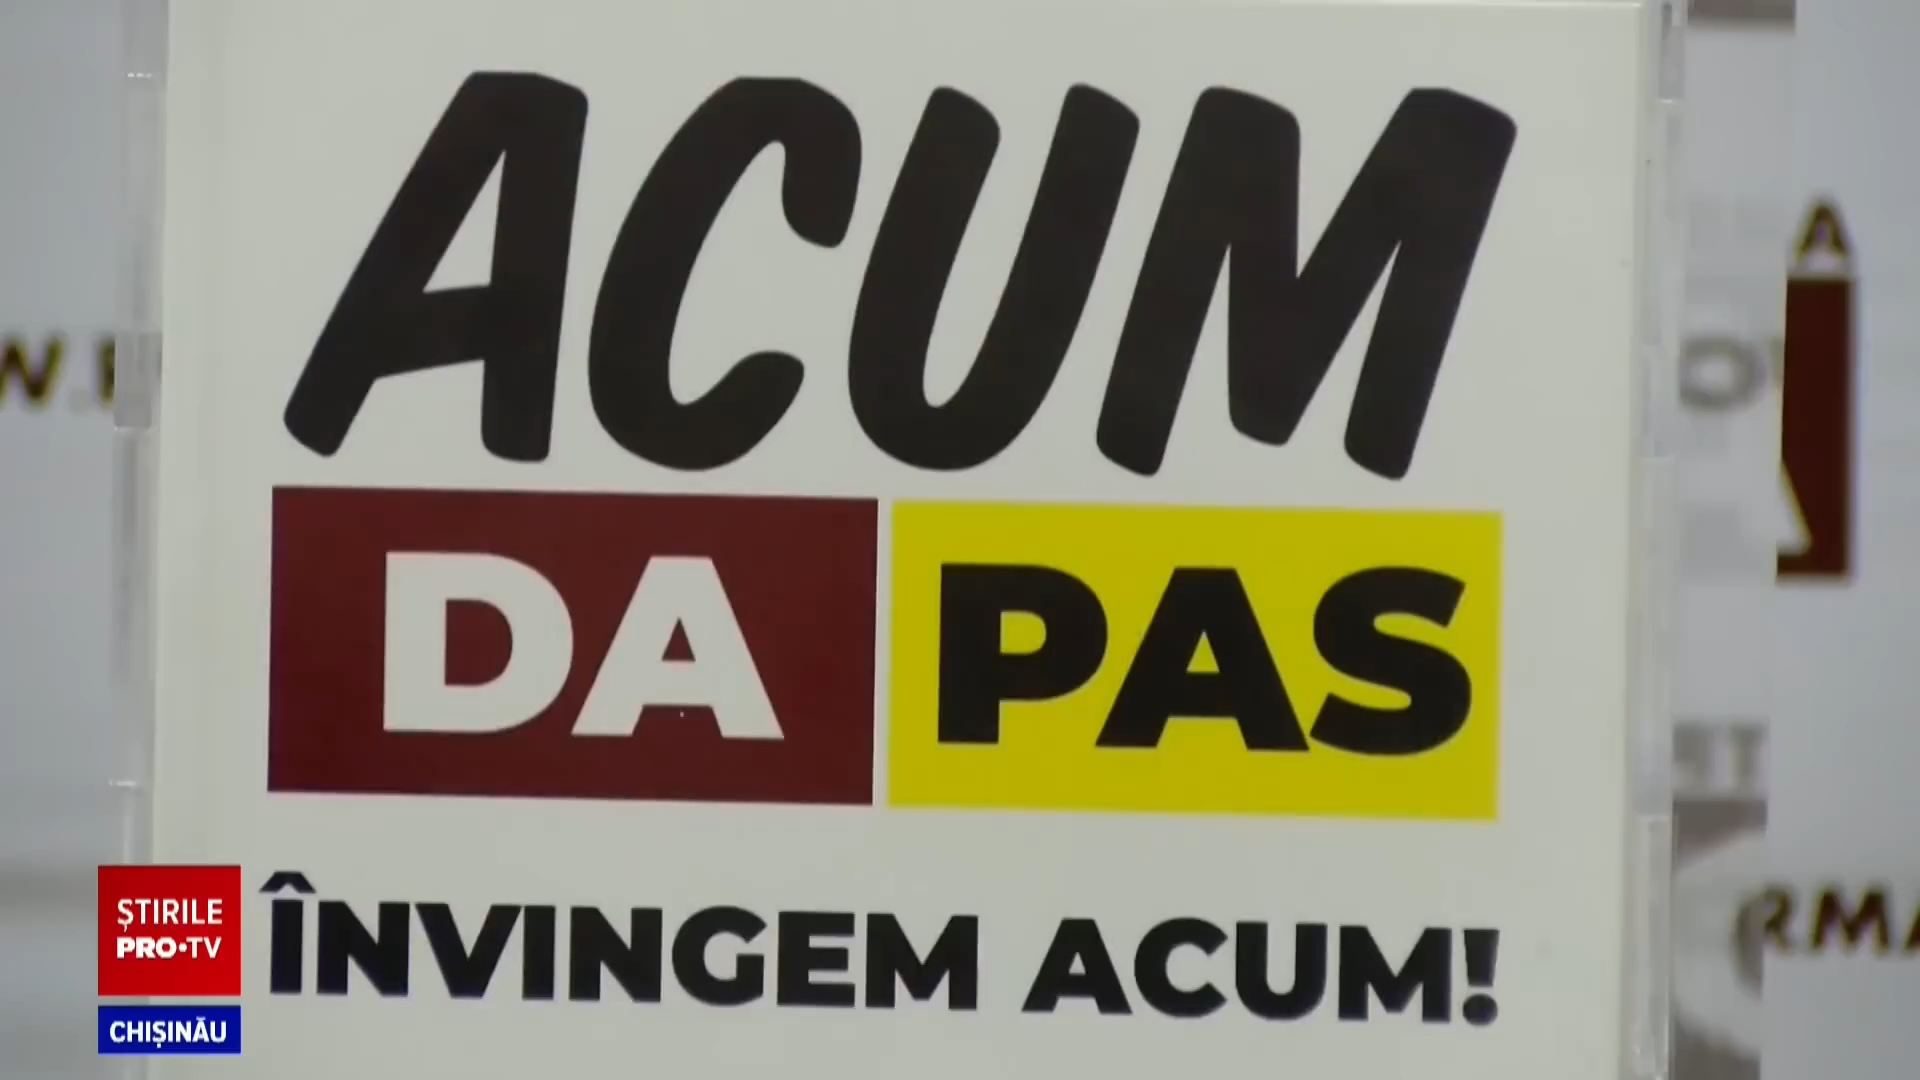 ACUM
DA PAS
ÎNVINGEM ACUM!
ȘTIRILE
PRO•TV
CHIȘINĂU